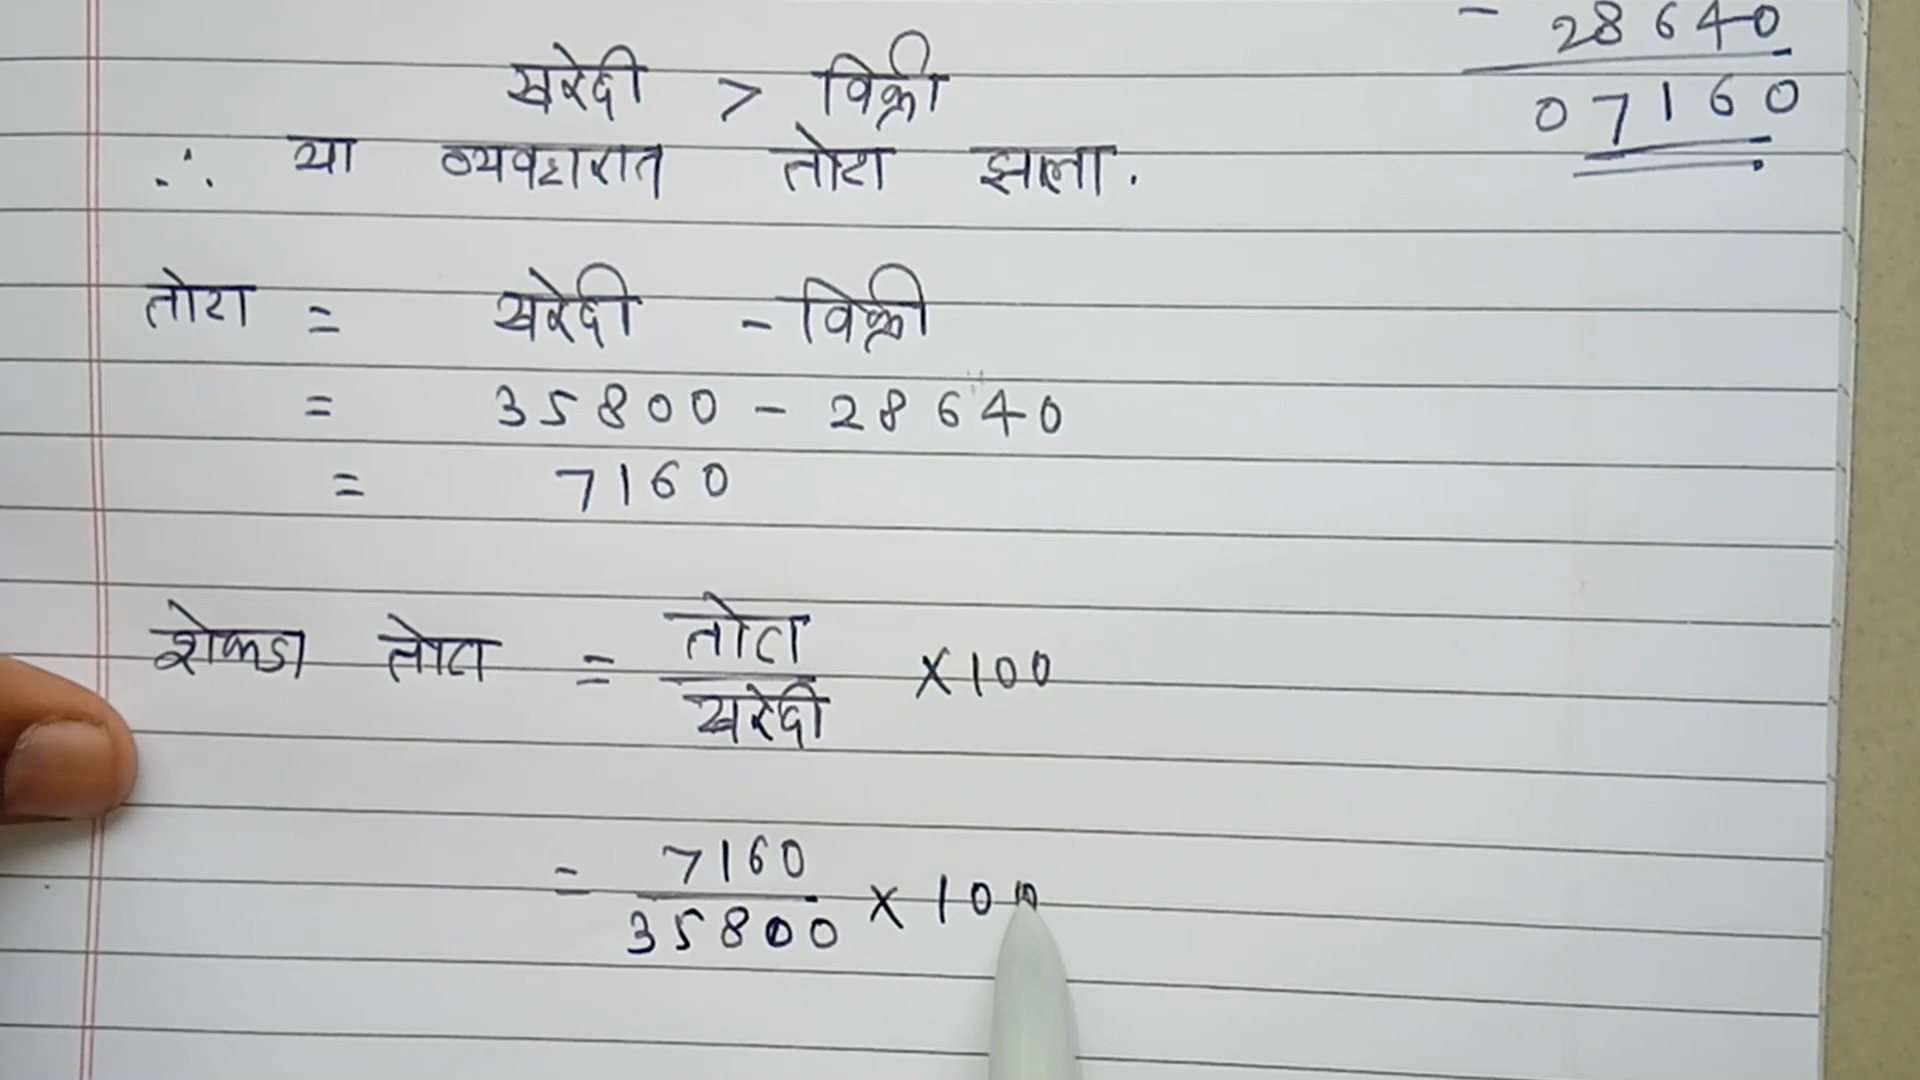 - 28640
07160
खरेदी > विक्री
∴ या व्यवहारात तोटा झाला.
तोटा = खरेदी - विक्री
= 35800 - 28640
= 7160
शेकडा तोटा = तोटा / खरेदी × 100
= 7160 / 35800 × 100